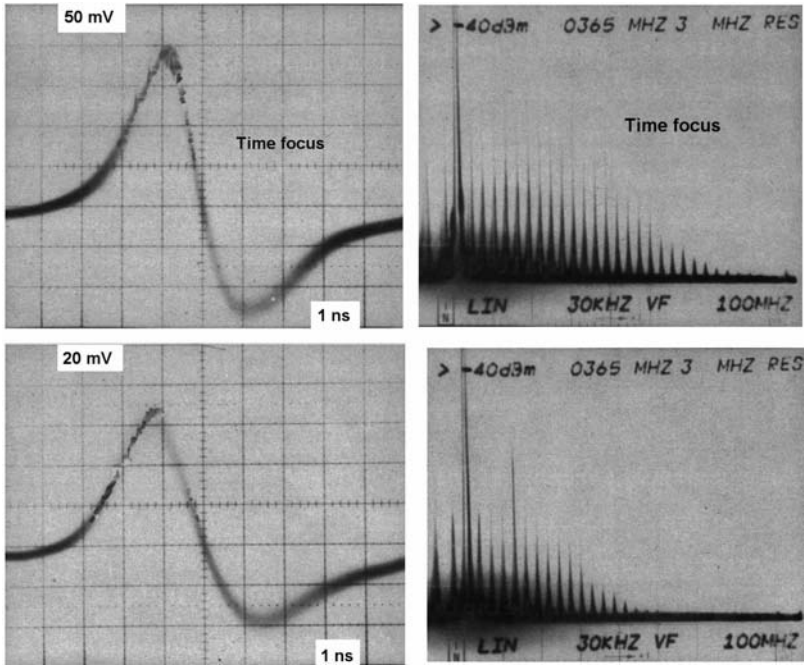 50 mV
Time focus
1 ns
> -40dBm 0365 MHZ 3 MHZ RES
Time focus
LIN 30KHZ VF 100MHZ
20 mV
1 ns
> -40dBm 0365 MHZ 3 MHZ RES
LIN 30KHZ VF 100MHZ